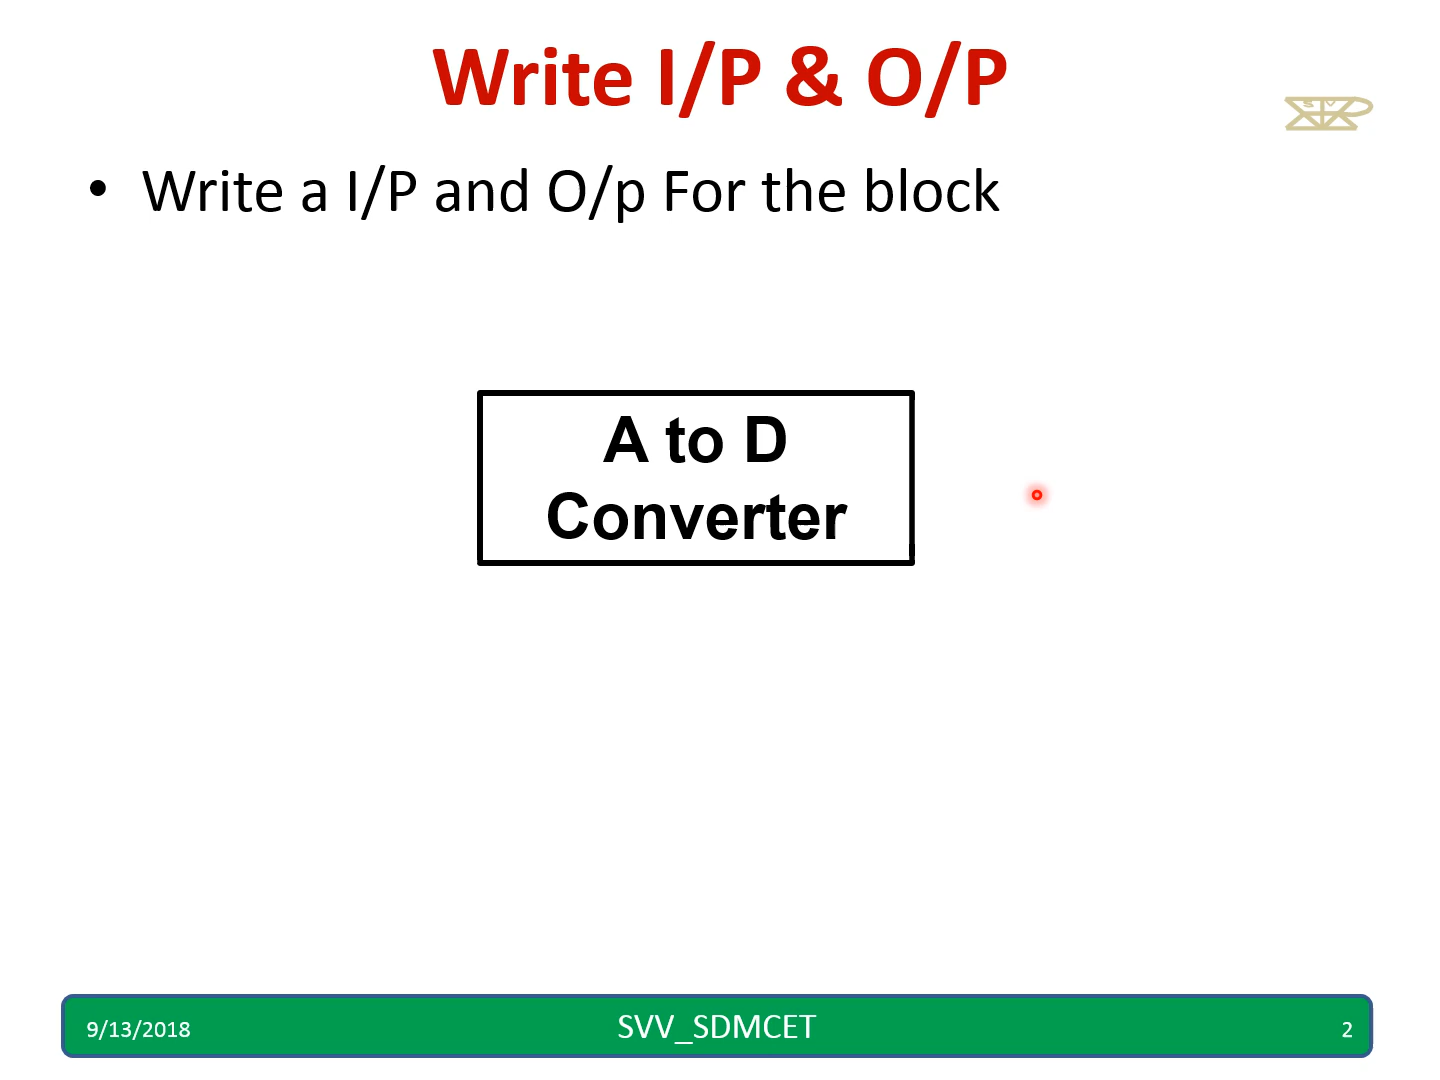 Write I/P & O/P
• Write a I/P and O/p For the block
A to D
Converter
9/13/2018
SVV_SDMCET
2